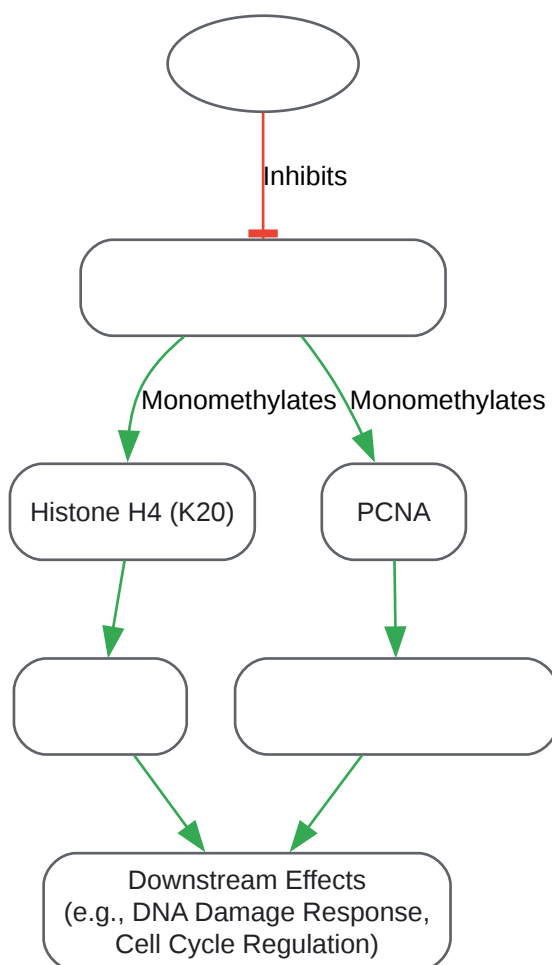 Inhibits
Monomethylates Monomethylates
Histone H4 (K20)
PCNA
Downstream Effects
(e.g., DNA Damage Response,
Cell Cycle Regulation)